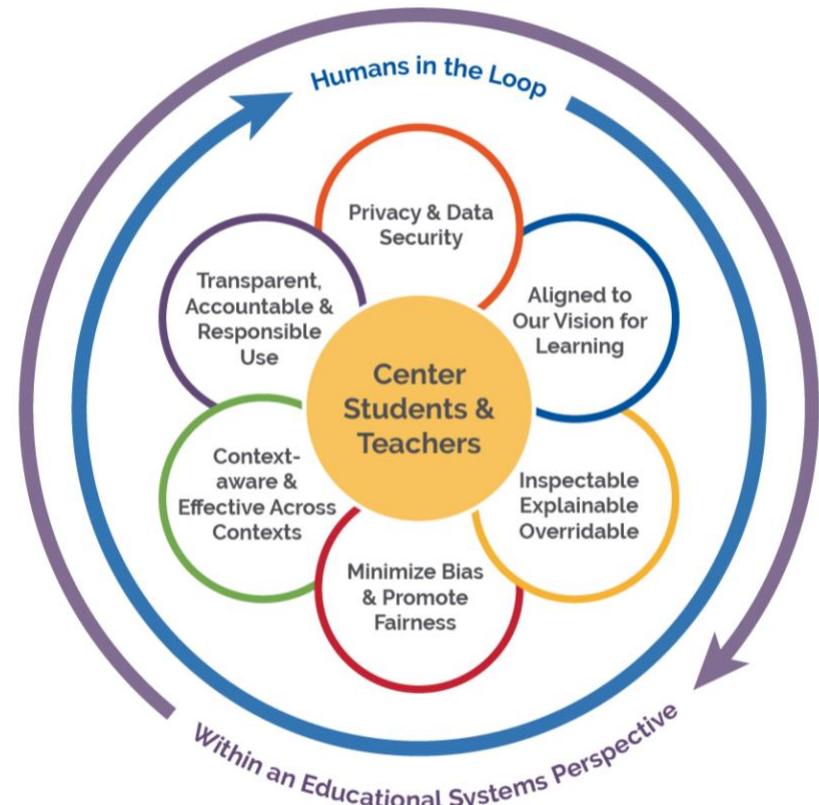 Humans in the Loop
Privacy & Data
Security
Transparent,
Accountable &
Responsible
Use
Aligned to
Our Vision for
Learning
Center
Students &
Teachers
Context-
aware &
Effective Across
Contexts
Inspectable
Explainable
Overridable
Minimize Bias
& Promote
Fairness
Within an Educational Systems Perspective